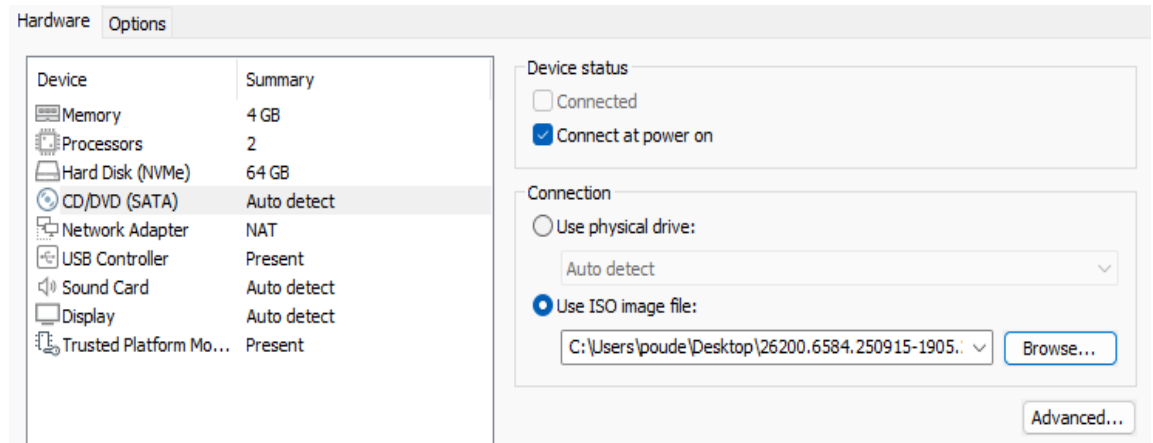 Hardware Options
Device Summary
Memory 4 GB
Processors 2
Hard Disk (NVMe) 64 GB
CD/DVD (SATA) Auto detect
Network Adapter NAT
USB Controller Present
Sound Card Auto detect
Display Auto detect
Trusted Platform Mo... Present
Device status
Connected
Connect at power on
Connection
Use physical drive:
Auto detect
Use ISO image file:
C:\Users\poude\Desktop\26200.6584.250915-1905.
Browse...
Advanced...